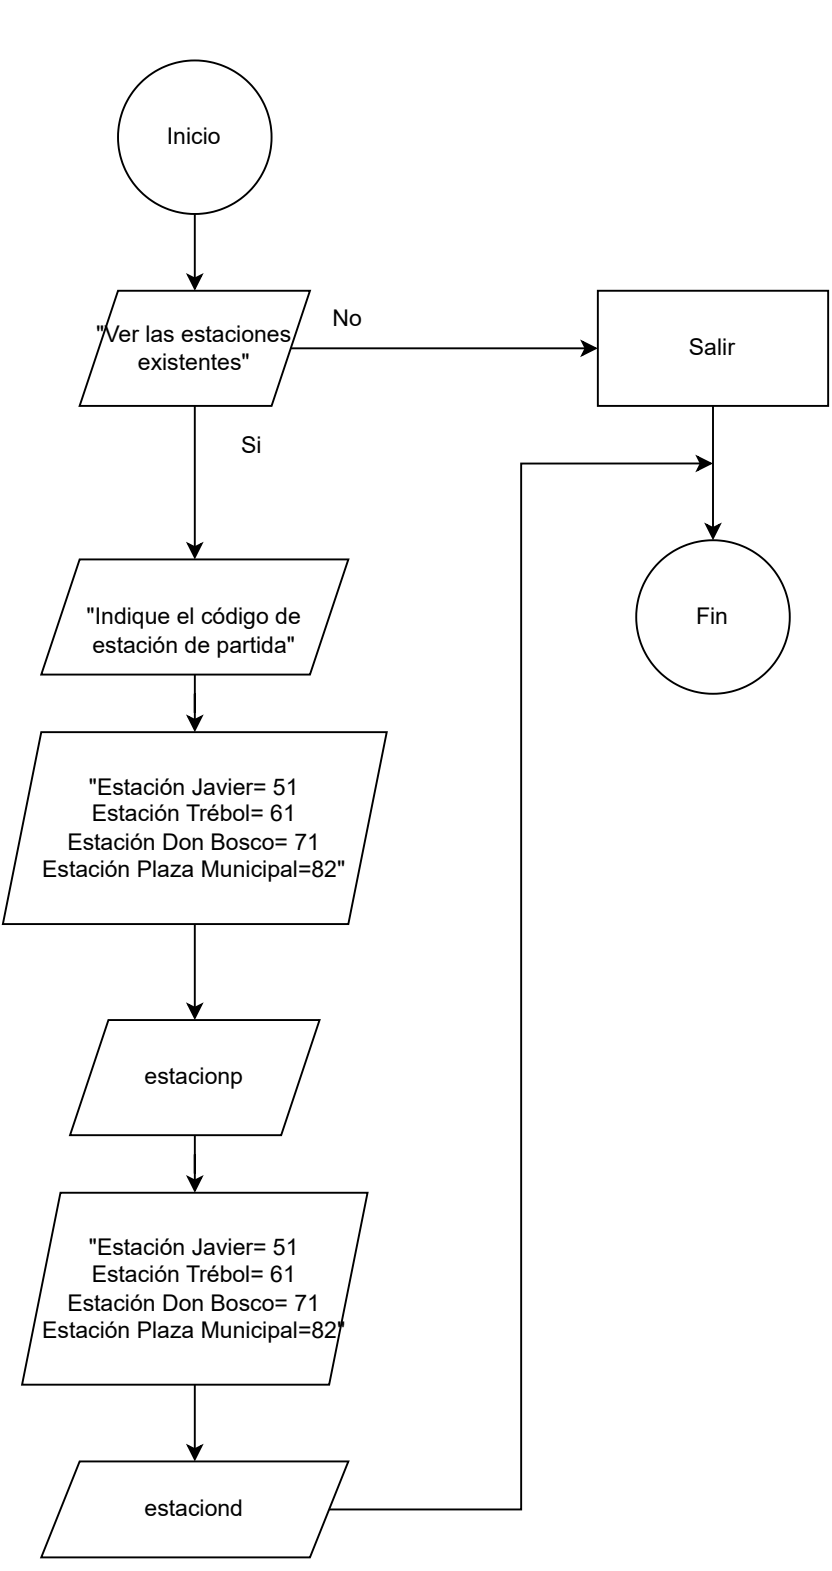 Inicio
"Ver las estaciones
existentes"
No
Salir
Si
"Indique el código de
estación de partida"
Fin
"Estación Javier= 51
Estación Trébol= 61
Estación Don Bosco= 71
Estación Plaza Municipal=82"
estacionp
"Estación Javier= 51
Estación Trébol= 61
Estación Don Bosco= 71
Estación Plaza Municipal=82"
estaciond